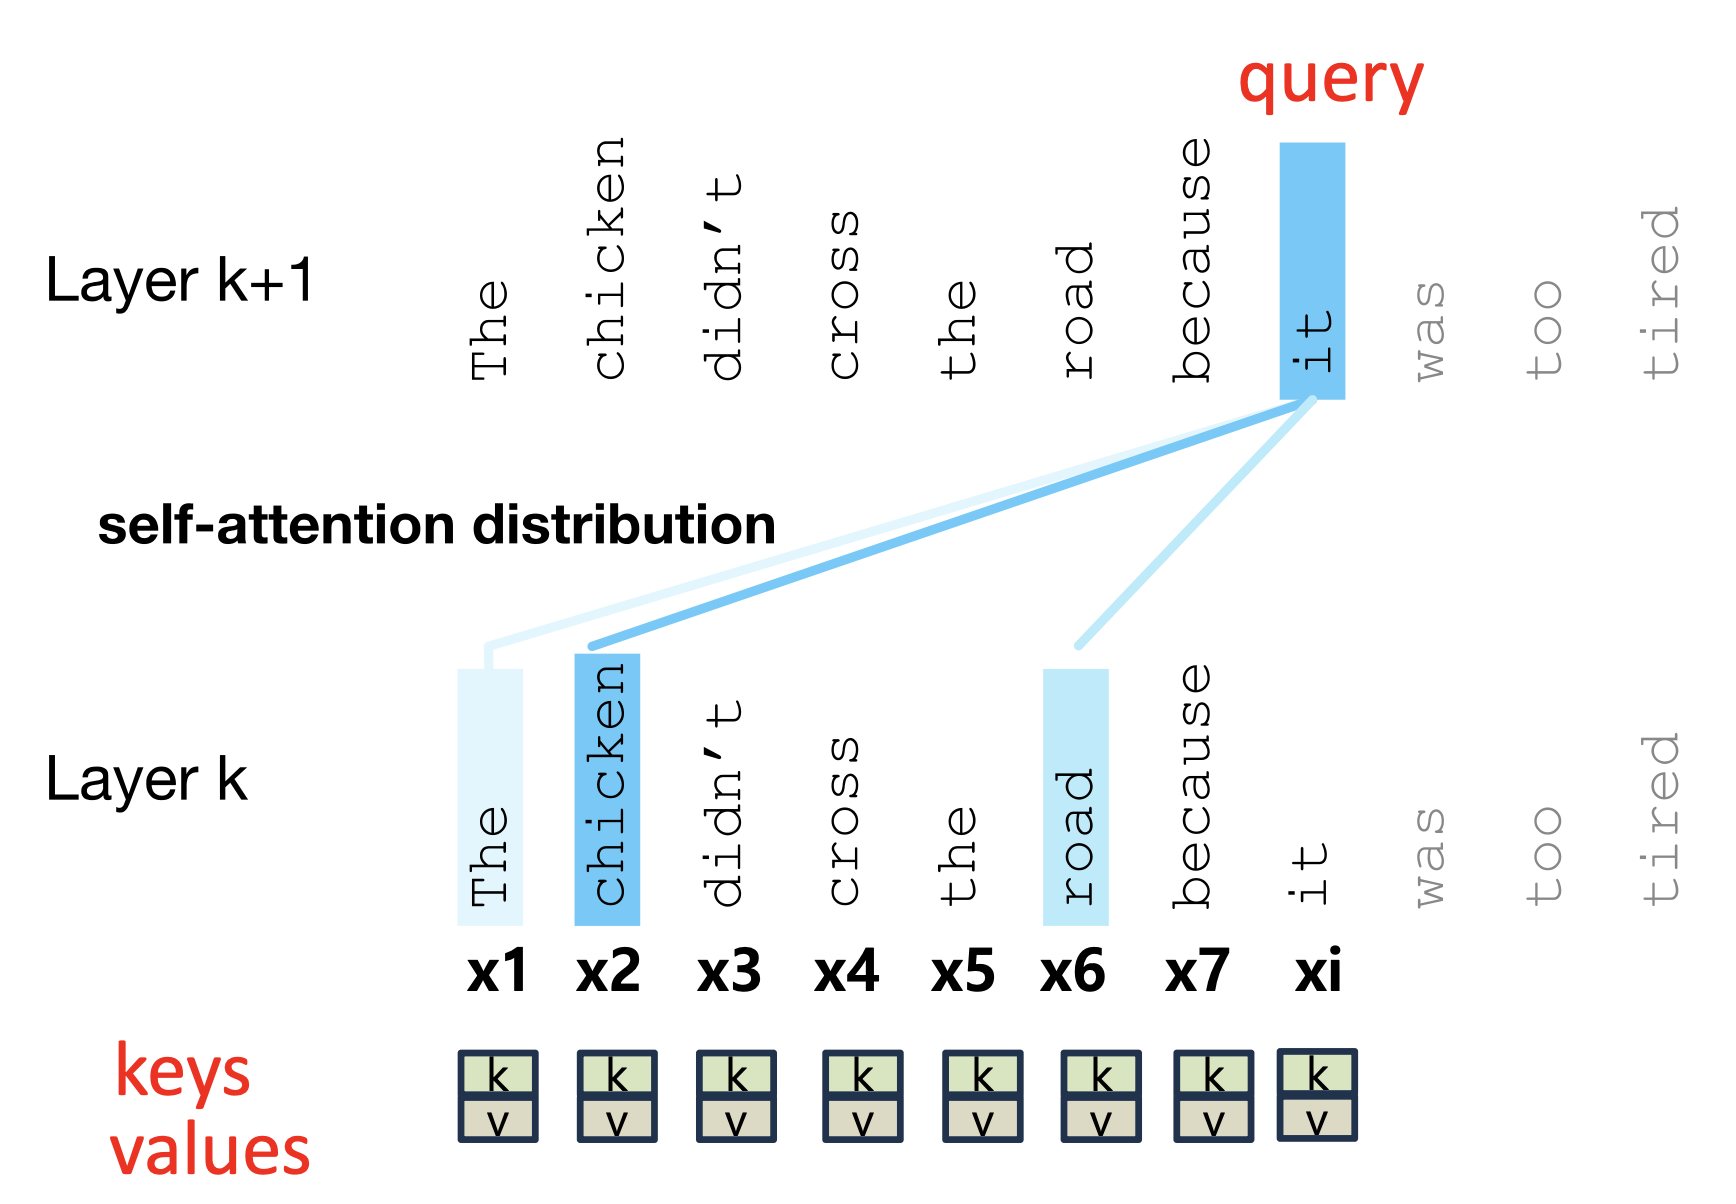 query
Layer k+1
The chicken didn't cross the road because it was too tired
self-attention distribution
Layer k
The chicken didn't cross the road because it was too tired
x1 x2 x3 x4 x5 x6 x7 xi
keys
k k k k k k k k
values
v v v v v v v v